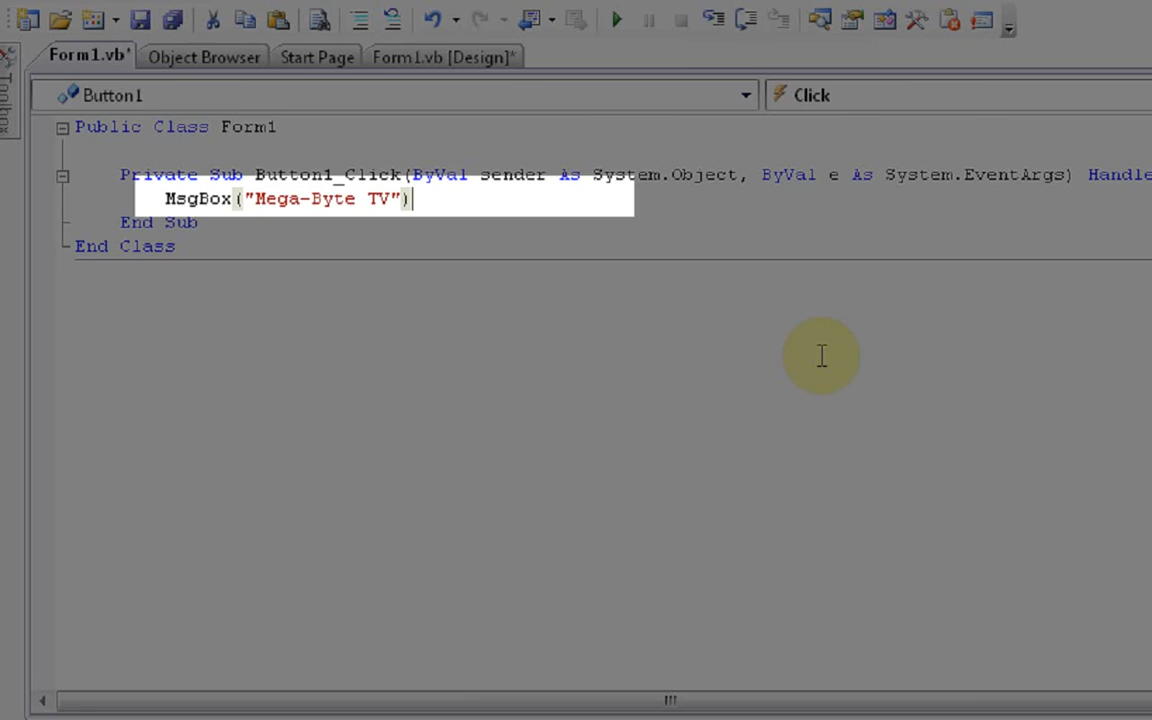 Form1.vb* Object Browser Start Page Form1.vb [Design]*
Toolbox
Button1 Click
Public Class Form1
Private Sub Button1_Click(ByVal sender As System.Object, ByVal e As System.EventArgs) Handle
MsgBox("Mega-Byte TV")
End Sub
End Class